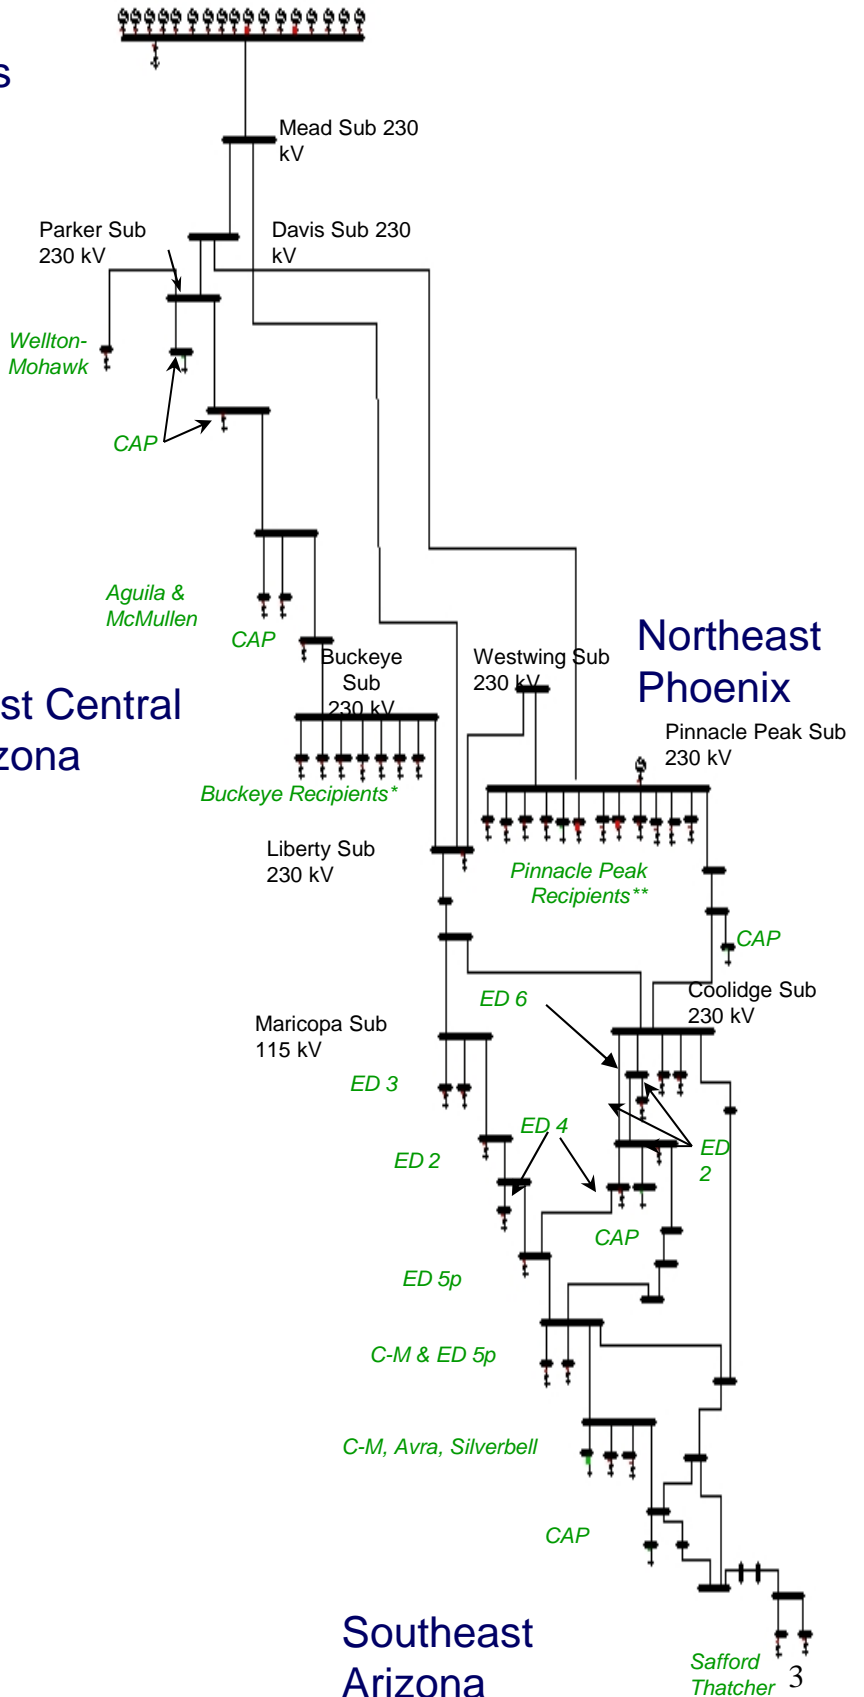 s
Mead Sub 230
kV
Parker Sub
230 kV
Davis Sub 230
kV
Wellton-
Mohawk
CAP
Aguila &
McMullen
CAP
Buckeye
Sub
230 kV
Westwing Sub
230 kV
Northeast
Phoenix
st Central
zona
Pinnacle Peak Sub
230 kV
Buckeye Recipients*
Liberty Sub
230 kV
Pinnacle Peak
Recipients**
CAP
ED 6
Coolidge Sub
230 kV
Maricopa Sub
115 kV
ED 3
ED 4
ED 2
ED
2
CAP
ED 5p
C-M & ED 5p
C-M, Avra, Silverbell
CAP
Southeast
Arizona
Safford
Thatcher
3